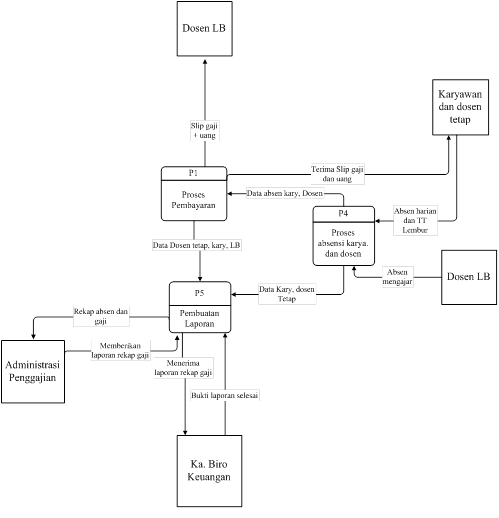 Dosen LB
Karyawan
dan dosen
tetap
Slip gaji
+ uang
P1
Proses
Pembayaran
Terima Slip gaji
dan uang
Data absen kary, Dosen
P4
Proses
absensi karya.
dan dosen
Absen harian
dan TT
Lembur
Data Dosen tetap, kary, LB
Absen
mengajar
Dosen LB
P5
Pembuatan
Laporan
Data Kary, dosen
Tetap
Rekap absen dan
gaji
Memberikan
laporan rekap gaji
Administrasi
Penggajian
Menerima
laporan rekap gaji
Bukti laporan selesai
Ka. Biro
Keuangan